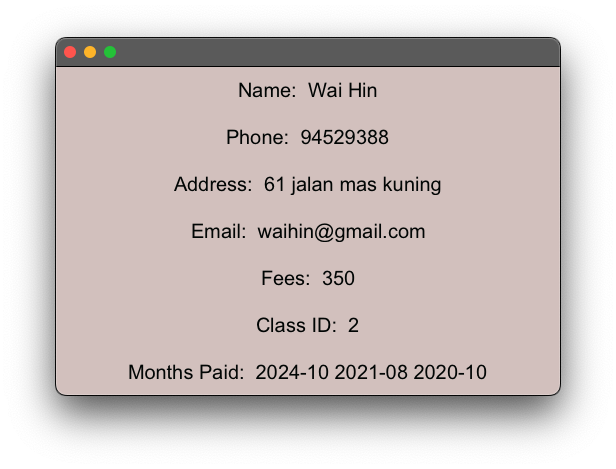 Name:  Wai Hin
Phone:  94529388
Address:  61 jalan mas kuning
Email:  waihin@gmail.com
Fees:  350
Class ID:  2
Months Paid:  2024-10 2021-08 2020-10